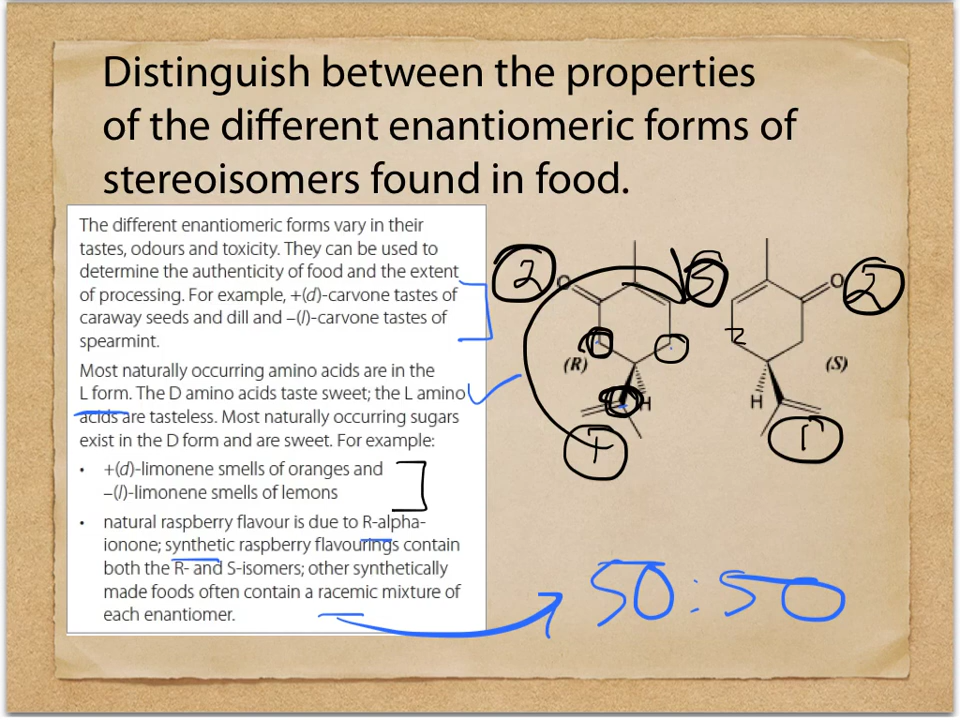 Distinguish between the properties
of the different enantiomeric forms of
stereoisomers found in food.
The different enantiomeric forms vary in their
tastes, odours and toxicity. They can be used to
determine the authenticity of food and the extent
of processing. For example, +(d)-carvone tastes of
caraway seeds and dill and –(l)-carvone tastes of
spearmint.
Most naturally occurring amino acids are in the
L form. The D amino acids taste sweet; the L amino
acids are tasteless. Most naturally occurring sugars
exist in the D form and are sweet. For example:
• +(d)-limonene smells of oranges and
–(l)-limonene smells of lemons
• natural raspberry flavour is due to R-alpha-
ionone; synthetic raspberry flavourings contain
both the R- and S-isomers; other synthetically
made foods often contain a racemic mixture of
each enantiomer.
2
O
O
2
(R)
(S)
H
H
1
50:50